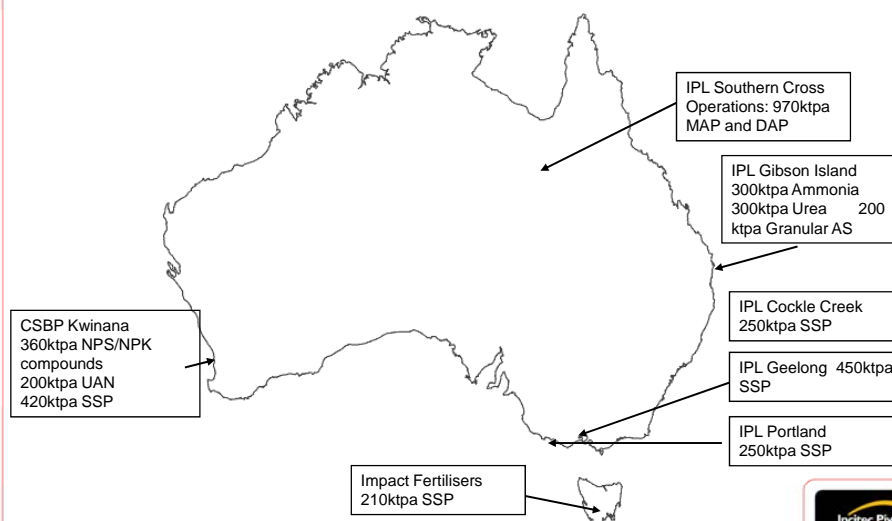 IPL Southern Cross
Operations: 970ktpa
MAP and DAP
IPL Gibson Island
300ktpa Ammonia
300ktpa Urea 200
ktpa Granular AS
IPL Cockle Creek
250ktpa SSP
CSBP Kwinana
360ktpa NPS/NPK
compounds
200ktpa UAN
420ktpa SSP
IPL Geelong 450ktpa
SSP
IPL Portland
250ktpa SSP
Impact Fertilisers
210ktpa SSP